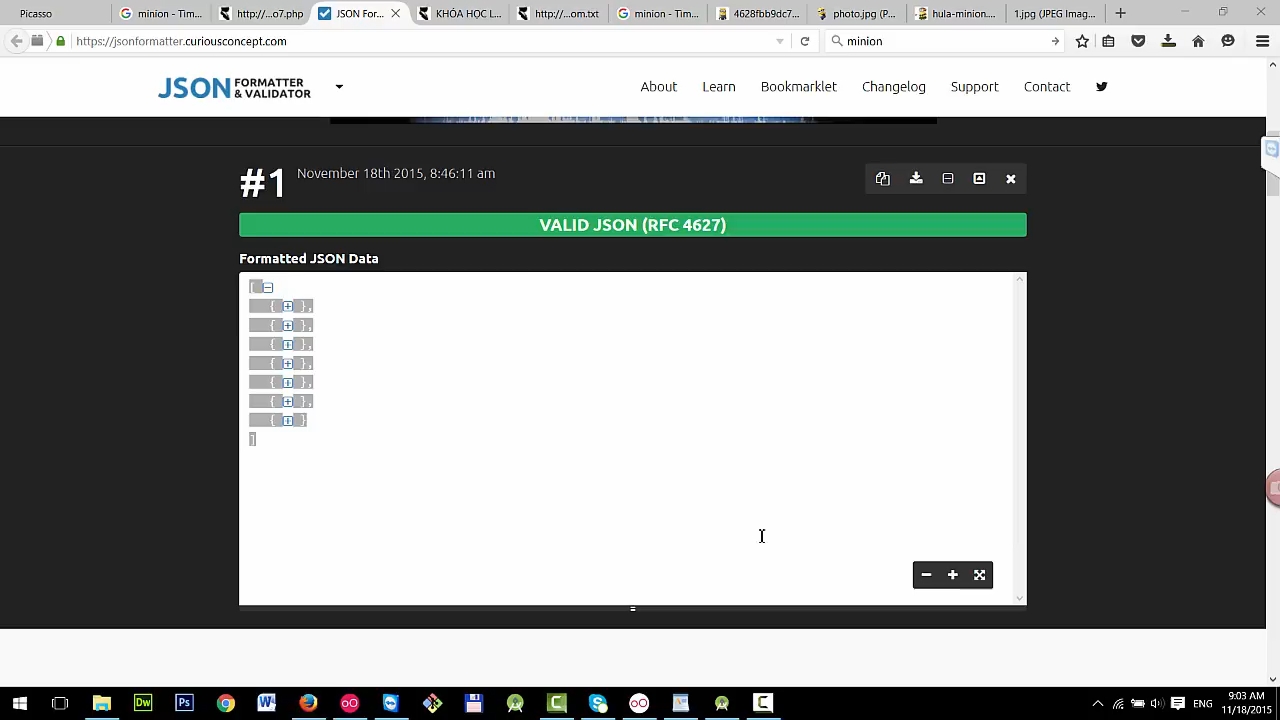 Picasso
minion - Tim...
http:/...o7.php
JSON For...
KHÓA HỌC L...
http:/...om.txt
minion - Tim...
4628fbb9dc7...
photo.jpg (P...
hula-minion...
1.jpg (JPEG Imag...
https://jsonformatter.curiousconcept.com
minion
JSON FORMATTER & VALIDATOR
About
Learn
Bookmarklet
Changelog
Support
Contact
#1
November 18th 2015, 8:46:11 am
VALID JSON (RFC 4627)
Formatted JSON Data
[
{ },
{ },
{ },
{ },
{ },
{ },
{ }
]
Dw
Ps
ENG
9:03 AM
11/18/2015